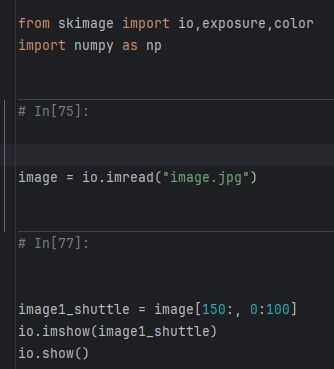 from skimage import io,exposure,color
import numpy as np
# In[75]:
image = io.imread("image.jpg")
# In[77]:
image1_shuttle = image[150:, 0:100]
io.imshow(image1_shuttle)
io.show()